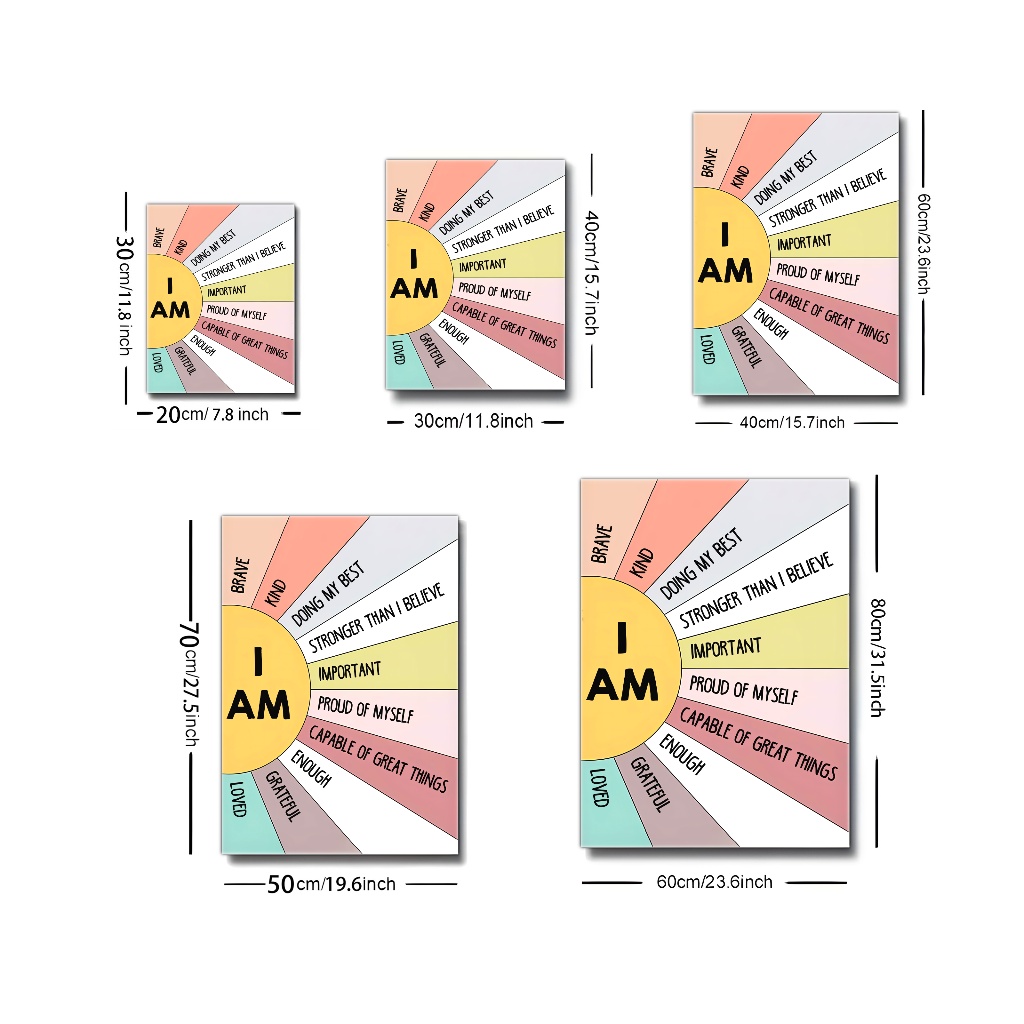 BRAVE
KIND
DOING MY BEST
STRONGER THAN I BELIEVE
I
AM
IMPORTANT
PROUD OF MYSELF
CAPABLE OF GREAT THINGS
ENOUGH
GRATEFUL
LOVED
30cm/11.8 inch
20cm/ 7.8 inch
BRAVE
KIND
DOING MY BEST
STRONGER THAN I BELIEVE
I
AM
IMPORTANT
PROUD OF MYSELF
CAPABLE OF GREAT THINGS
ENOUGH
GRATEFUL
LOVED
40cm/15.7inch
30cm/11.8inch
BRAVE
KIND
DOING MY BEST
STRONGER THAN I BELIEVE
I
AM
IMPORTANT
PROUD OF MYSELF
CAPABLE OF GREAT THINGS
ENOUGH
GRATEFUL
LOVED
60cm/23.6inch
40cm/15.7inch
BRAVE
KIND
DOING MY BEST
STRONGER THAN I BELIEVE
I
AM
IMPORTANT
PROUD OF MYSELF
CAPABLE OF GREAT THINGS
ENOUGH
GRATEFUL
LOVED
70cm/27.5inch
50cm/19.6inch
BRAVE
KIND
DOING MY BEST
STRONGER THAN I BELIEVE
I
AM
IMPORTANT
PROUD OF MYSELF
CAPABLE OF GREAT THINGS
ENOUGH
GRATEFUL
LOVED
80cm/31.5inch
60cm/23.6inch